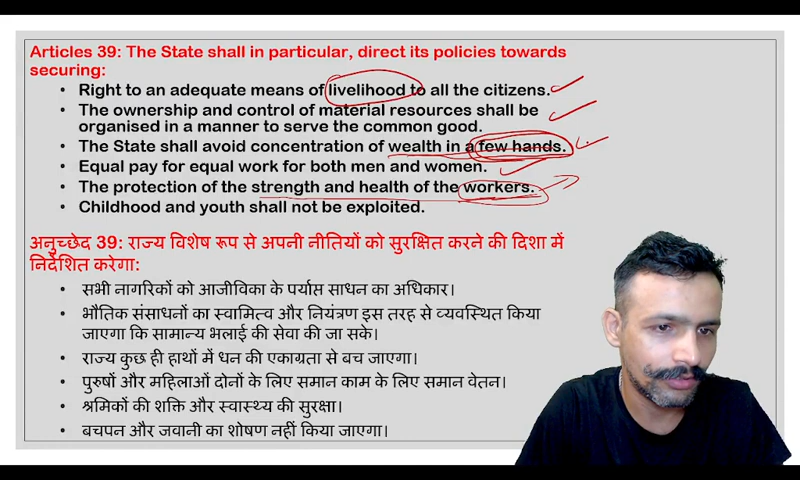 Articles 39: The State shall in particular, direct its policies towards
securing:
• Right to an adequate means of livelihood to all the citizens.
• The ownership and control of material resources shall be
organised in a manner to serve the common good.
• The State shall avoid concentration of wealth in a few hands.
• Equal pay for equal work for both men and women.
• The protection of the strength and health of the workers.
• Childhood and youth shall not be exploited.
अनुच्छेद 39: राज्य विशेष रूप से अपनी नीतियों को सुरक्षित करने की दिशा में
निर्देशित करेगा:
• सभी नागरिकों को आजीविका के पर्याप्त साधन का अधिकार।
• भौतिक संसाधनों का स्वामित्व और नियंत्रण इस तरह से व्यवस्थित किया
जाएगा कि सामान्य भलाई की सेवा की जा सके।
• राज्य कुछ ही हाथों में धन की एकाग्रता से बच जाएगा।
• पुरुषों और महिलाओं दोनों के लिए समान काम के लिए समान वेतन।
• श्रमिकों की शक्ति और स्वास्थ्य की सुरक्षा।
• बचपन और जवानी का शोषण नहीं किया जाएगा।